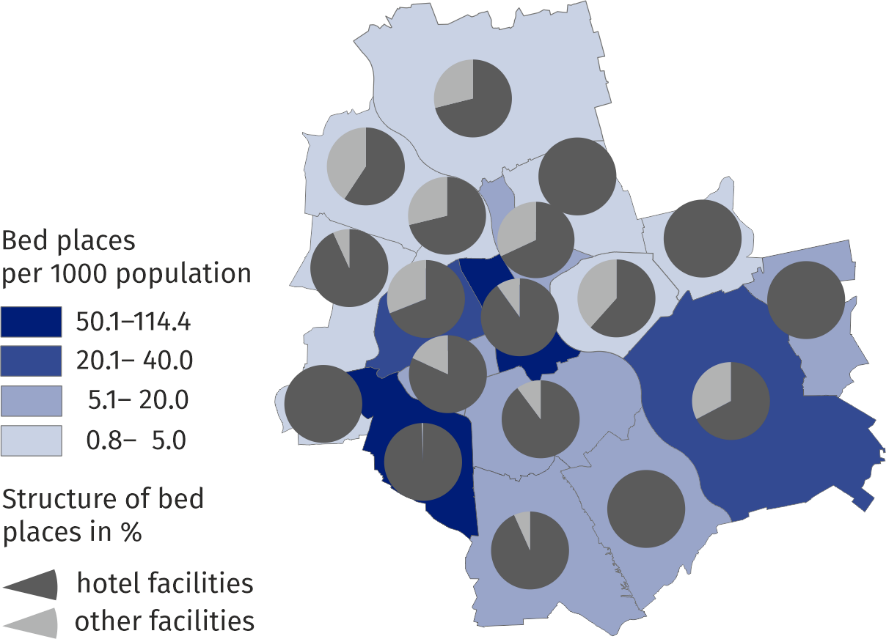 Bed places
per 1000 population
50.1–114.4
20.1– 40.0
5.1– 20.0
0.8– 5.0
Structure of bed
places in %
hotel facilities
other facilities